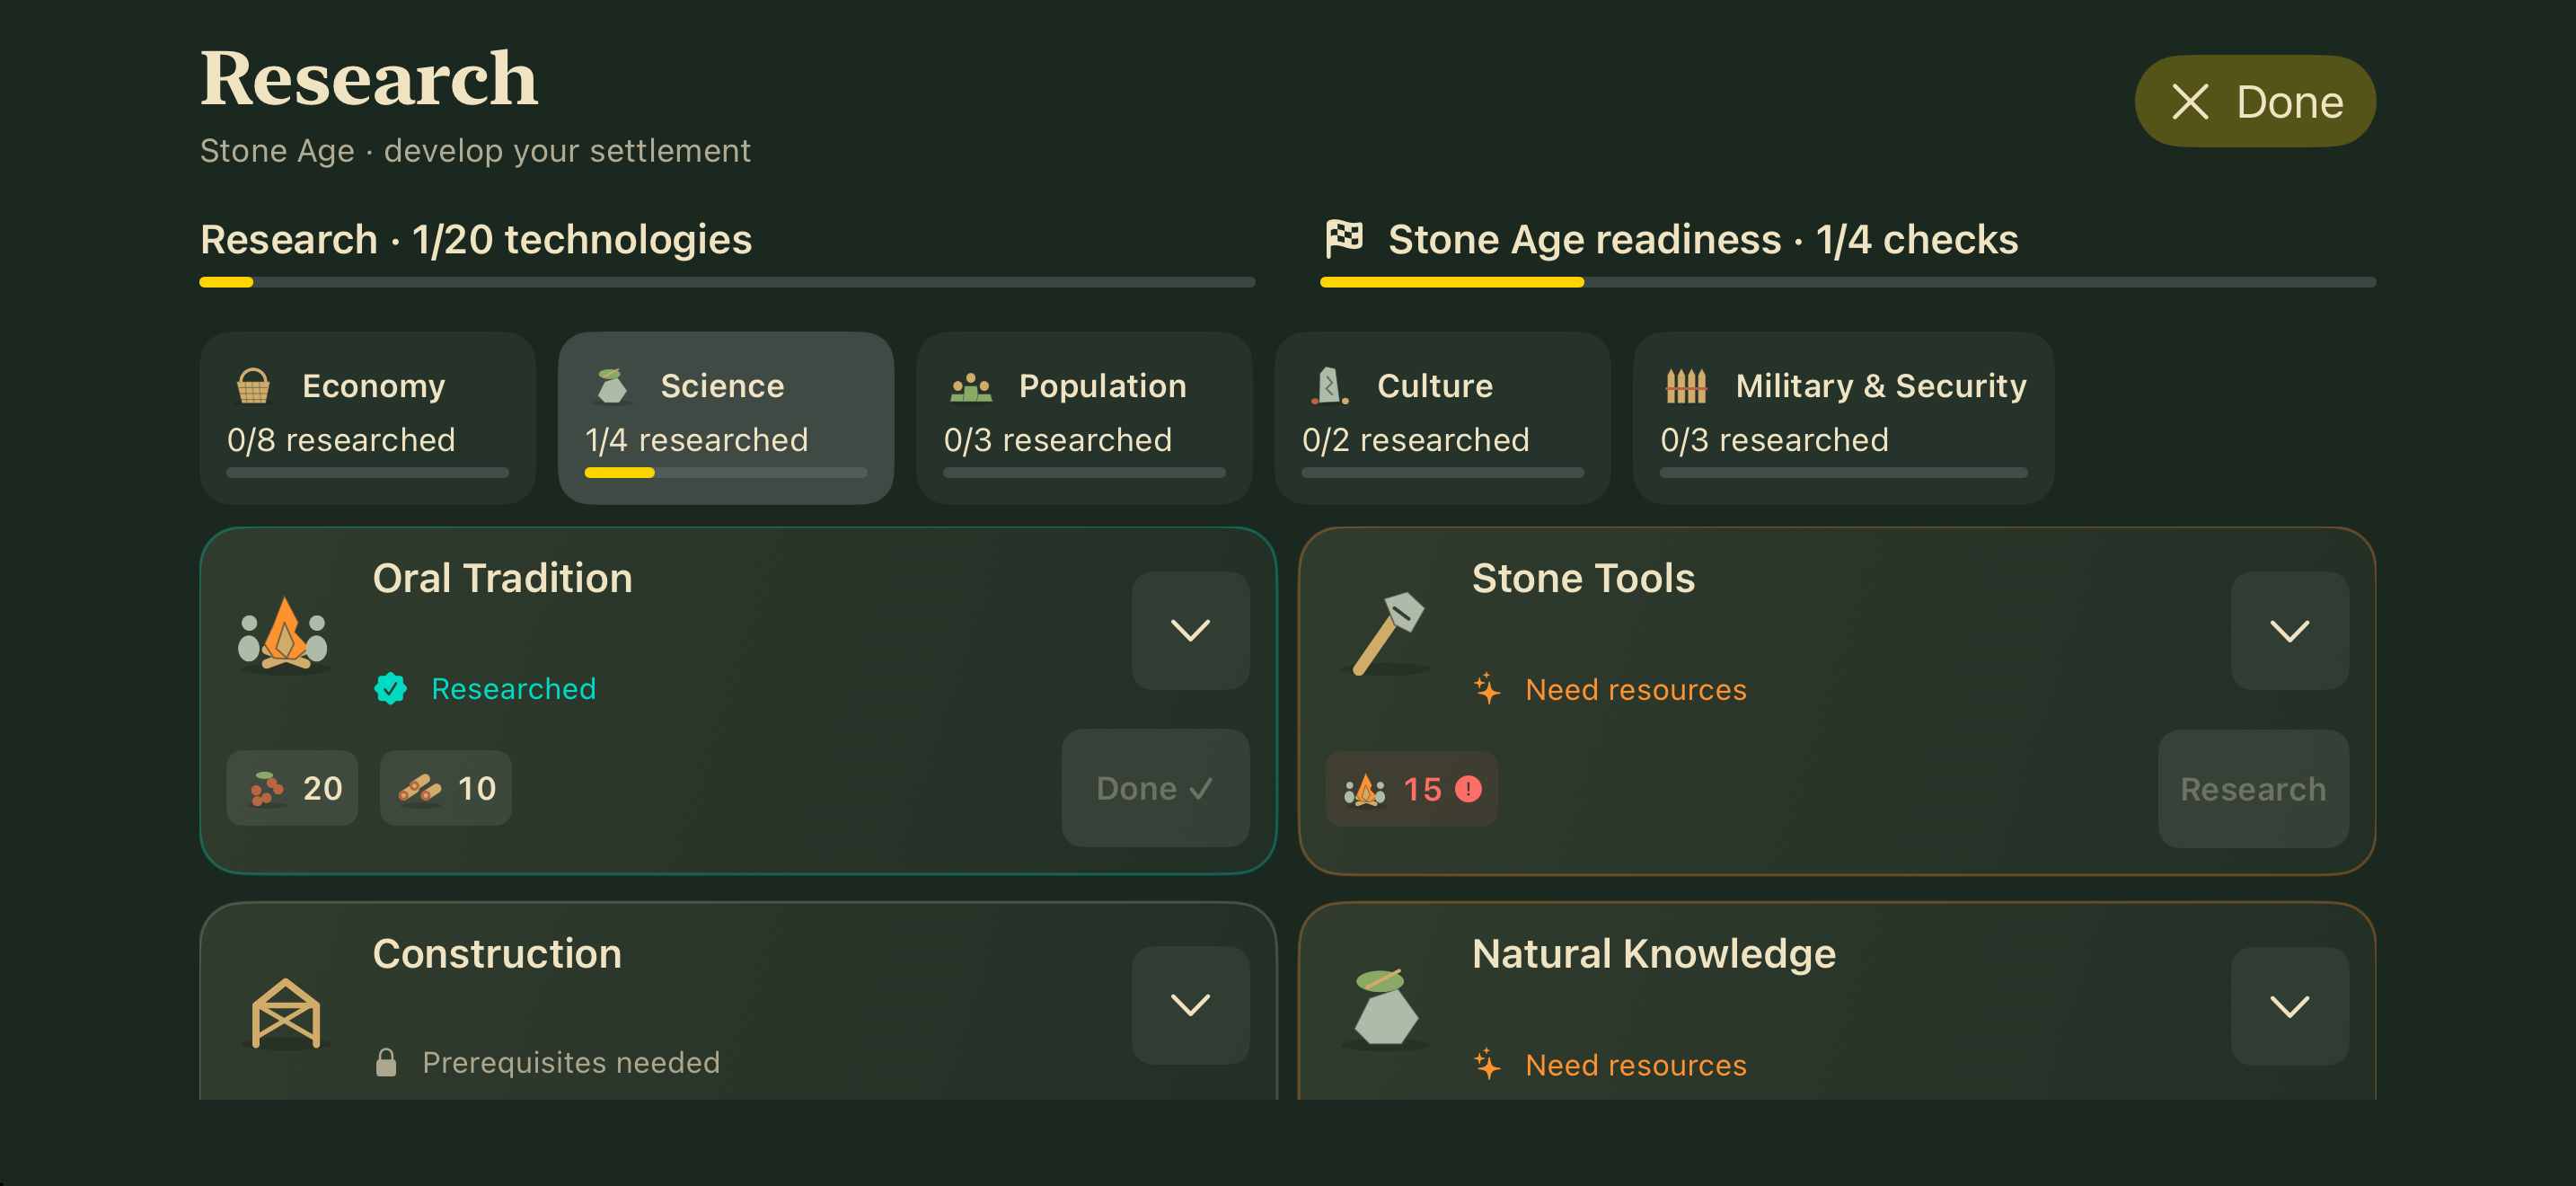 Research
Done
Stone Age · develop your settlement
Research · 1/20 technologies
Stone Age readiness · 1/4 checks
Economy
0/8 researched
Science
1/4 researched
Population
0/3 researched
Culture
0/2 researched
Military & Security
0/3 researched
Oral Tradition
Researched
20
10
Done ✓
Stone Tools
Need resources
15
Research
Construction
Prerequisites needed
Natural Knowledge
Need resources